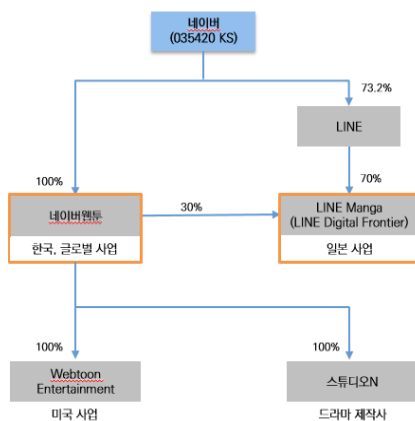 네이버
(035420 KS)
73.2%
LINE
100%
70%
네이버웹툰
30%
LINE Manga
(LINE Digital Frontier)
한국, 글로벌 사업
일본 사업
100%
100%
Webtoon
Entertainment
스튜디오N
미국 사업
드라마 제작사